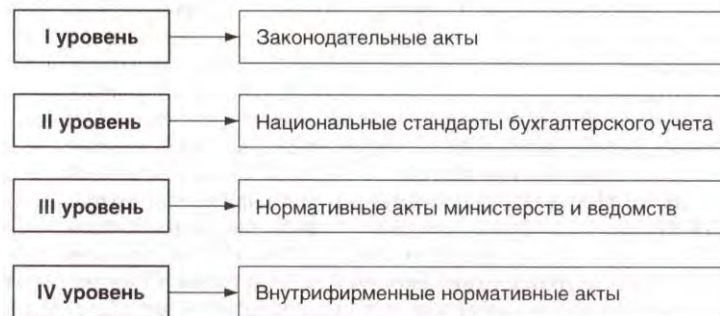 I уровень
Законодательные акты
II уровень
Национальные стандарты бухгалтерского учета
III уровень
Нормативные акты министерств и ведомств
IV уровень
Внутрифирменные нормативные акты